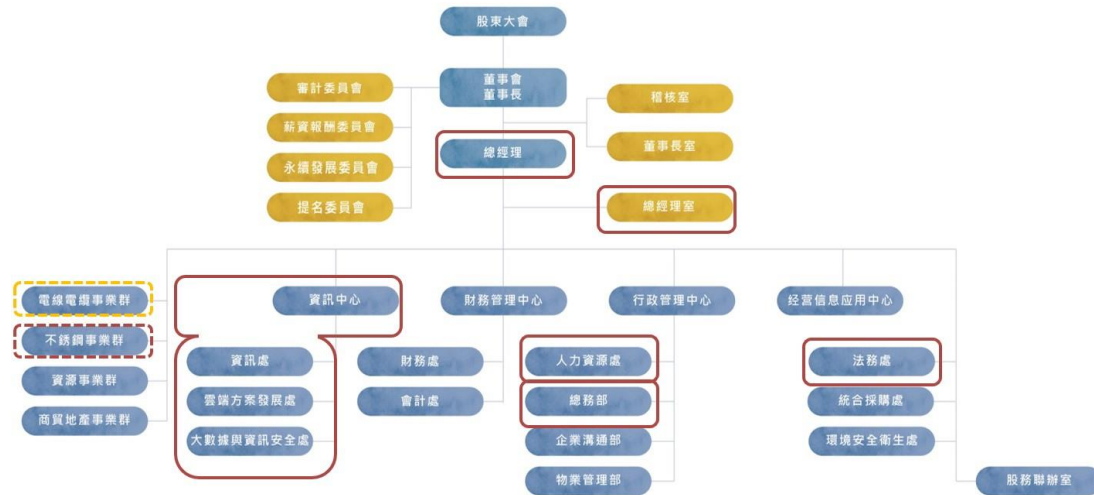 股東大會
董事會
董事長
審計委員會
稽核室
薪資報酬委員會
董事長室
總經理
永續發展委員會
提名委員會
總經理室
電線電纜事業群
資訊中心
財務管理中心
行政管理中心
经营信息应用中心
不銹鋼事業群
資訊處
財務處
人力資源處
法務處
資源事業群
雲端方案發展處
會計處
總務部
統合採購處
商貿地產事業群
大數據與資訊安全處
企業溝通部
環境安全衛生處
物業管理部
股務聯辦室